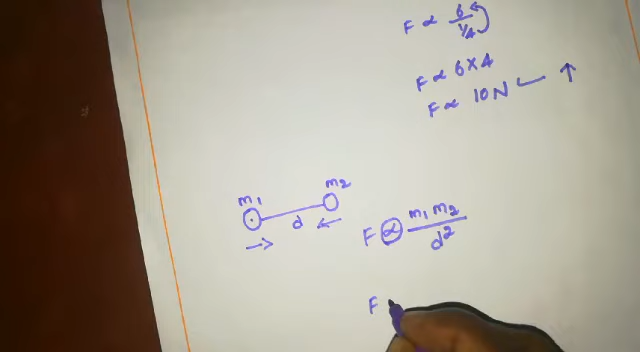 F ∝ 6/¼
F ∝ 6×4
F ∝ 10N ← ↑
m1 m2
d
→ ←
F ∝ m1 m2/d²
F